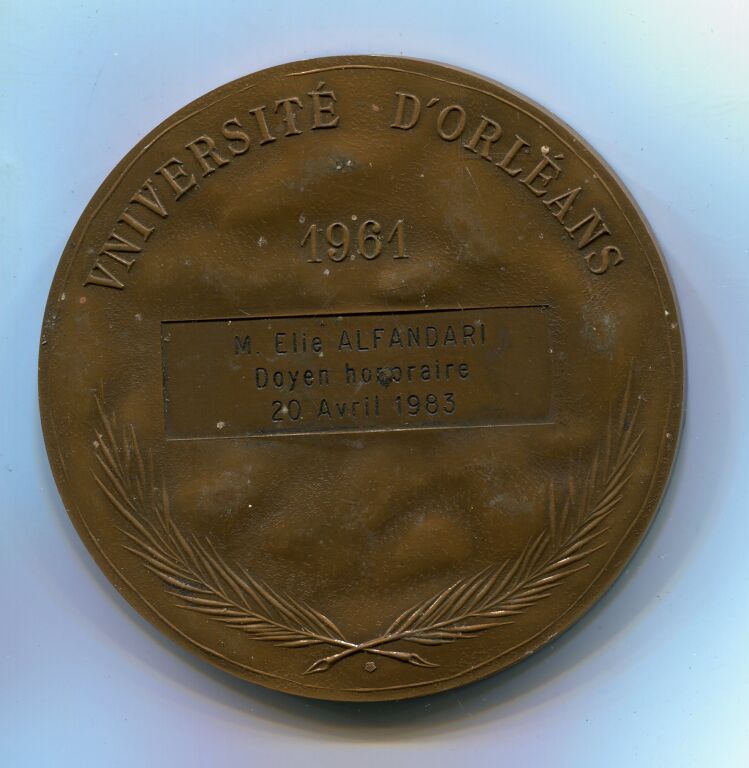 VNIVERSITÉ D'ORLÉANS
1961
M. Elie ALFANDARI
Doyen honoraire
20 Avril 1983